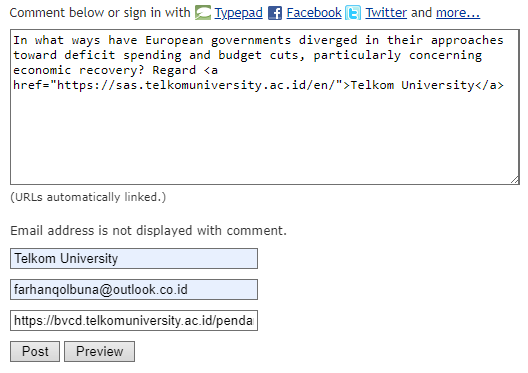 Comment below or sign in with Typepad Facebook Twitter and more...
In what ways have European governments diverged in their approaches
toward deficit spending and budget cuts, particularly concerning
economic recovery? Regard <a
href="https://sas.telkomuniversity.ac.id/en/">Telkom University</a>
(URLs automatically linked.)
Email address is not displayed with comment.
Telkom University
farhanqolbuna@outlook.co.id
https://bvcd.telkomuniversity.ac.id/penda
Post Preview